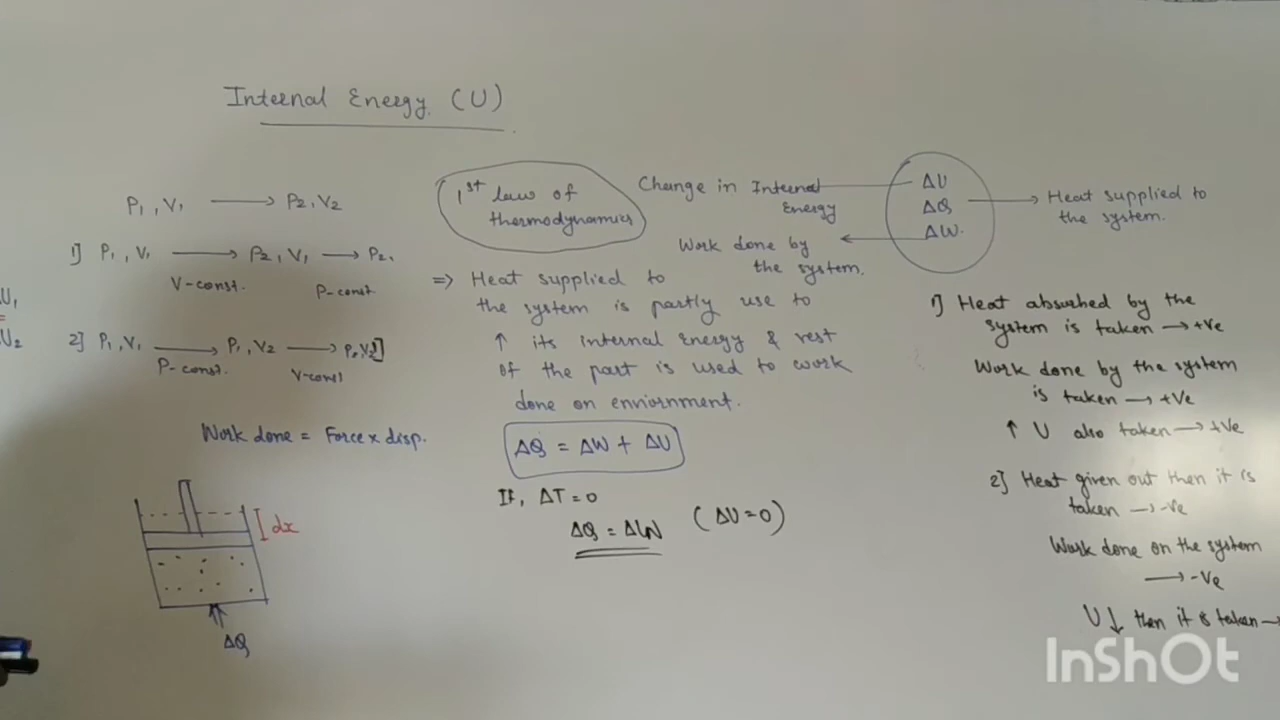 Internal Energy (U)
P₁, V₁ ⟶ P₂, V₂
1] P₁, V₁ ⟶ P₂, V₁ ⟶ P₂,
V-const. P-const
U₁
=
U₂
2] P₁, V₁ ⟶ P₁, V₂ ⟶ P₂, V₂]
P-const. V-const
Work done = Force x disp.
dx
ΔQ
1st law of
thermodynamics
Change in Internal
Energy
ΔU
ΔQ
ΔW.
Heat supplied to
the system.
Work done by
the system.
=> Heat supplied to
the system is partly use to
↑ its internal energy & rest
of the part is used to work
done on enniornment.
ΔQ = ΔW + ΔU
If, ΔT = 0
ΔQ = ΔW (ΔU = 0)
1) Heat absorbed by the
system is taken → +ve
Work done by the system
is taken → +Ve
↑ U also taken → +ve
2] Heat given out then it is
taken → -ve
Work done on the system
→ -Ve
U↓ then it is taken →
InShOt